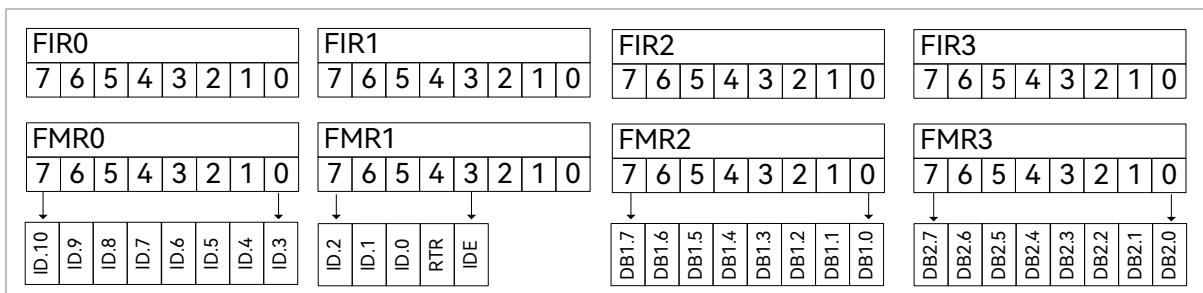 FIR0 FIR1 FIR2 FIR3
7 6 5 4 3 2 1 0 7 6 5 4 3 2 1 0 7 6 5 4 3 2 1 0 7 6 5 4 3 2 1 0
FMR0 FMR1 FMR2 FMR3
7 6 5 4 3 2 1 0 7 6 5 4 3 2 1 0 7 6 5 4 3 2 1 0 7 6 5 4 3 2 1 0
ID.10 ID.9 ID.8 ID.7 ID.6 ID.5 ID.4 ID.3 ID.2 ID.1 ID.0 RTR IDE DB1.7 DB1.6 DB1.5 DB1.4 DB1.3 DB1.2 DB1.1 DB1.0 DB2.7 DB2.6 DB2.5 DB2.4 DB2.3 DB2.2 DB2.1 DB2.0